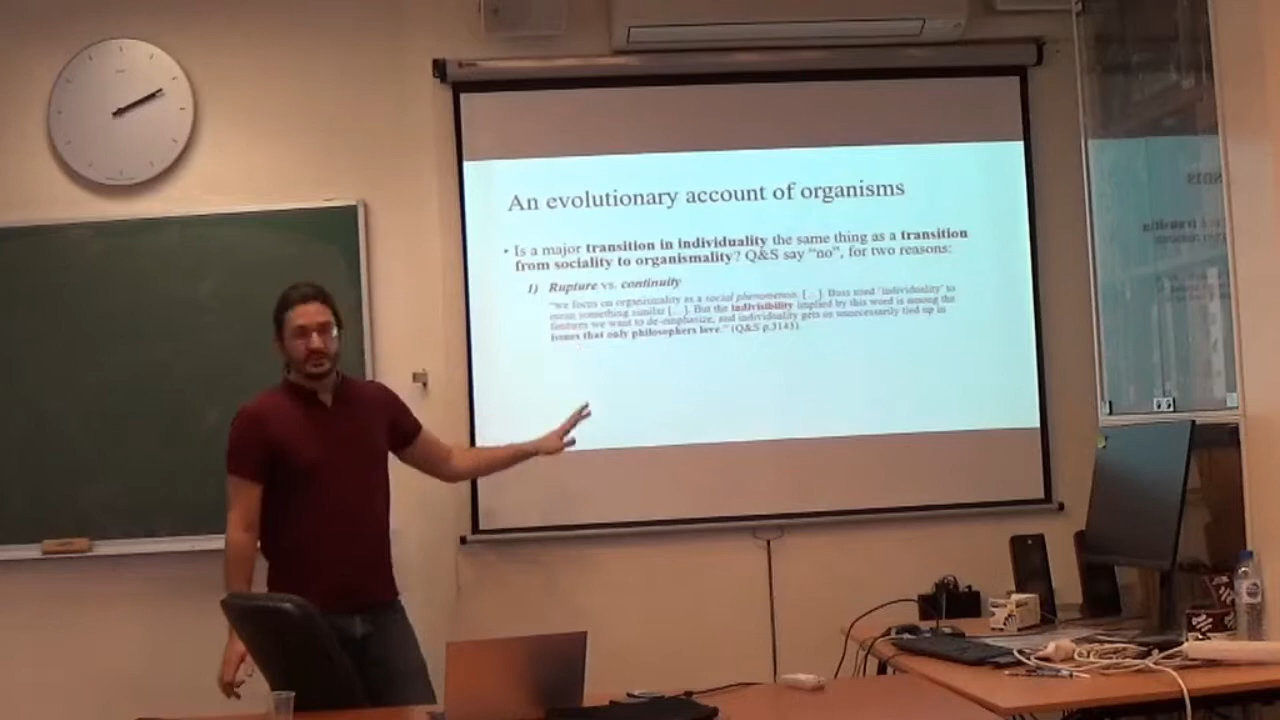 An evolutionary account of organisms
• Is a major transition in individuality the same thing as a transition
from sociality to organismality? Q&S say “no”, for two reasons:
1) Rupture vs. continuity
“we focus on organismality as a social phenomenon. […]. Buss used ‘individuality’ to
mean something similar […]. But the indivisibility implied by this word is among the
features we want to de-emphasize, and individuality gets us unnecessarily tied up in
issues that only philosophers love.” (Q&S p.3143)